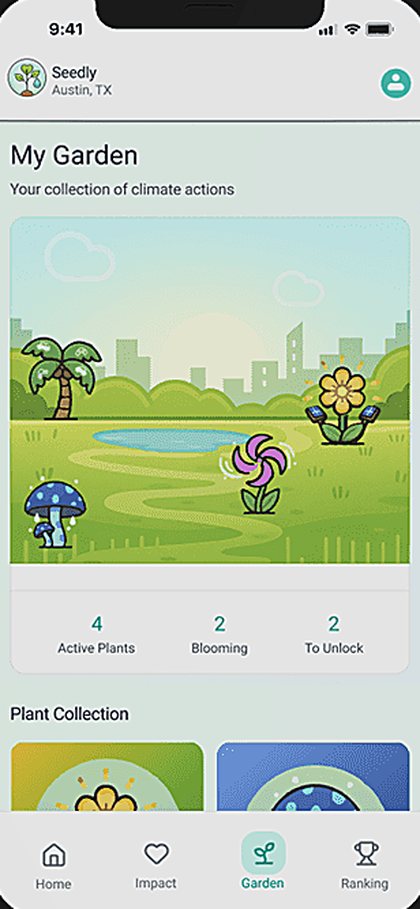 9:41
Seedly
Austin, TX
My Garden
Your collection of climate actions
4 2 2
Active Plants Blooming To Unlock
Plant Collection
Home Impact Garden Ranking